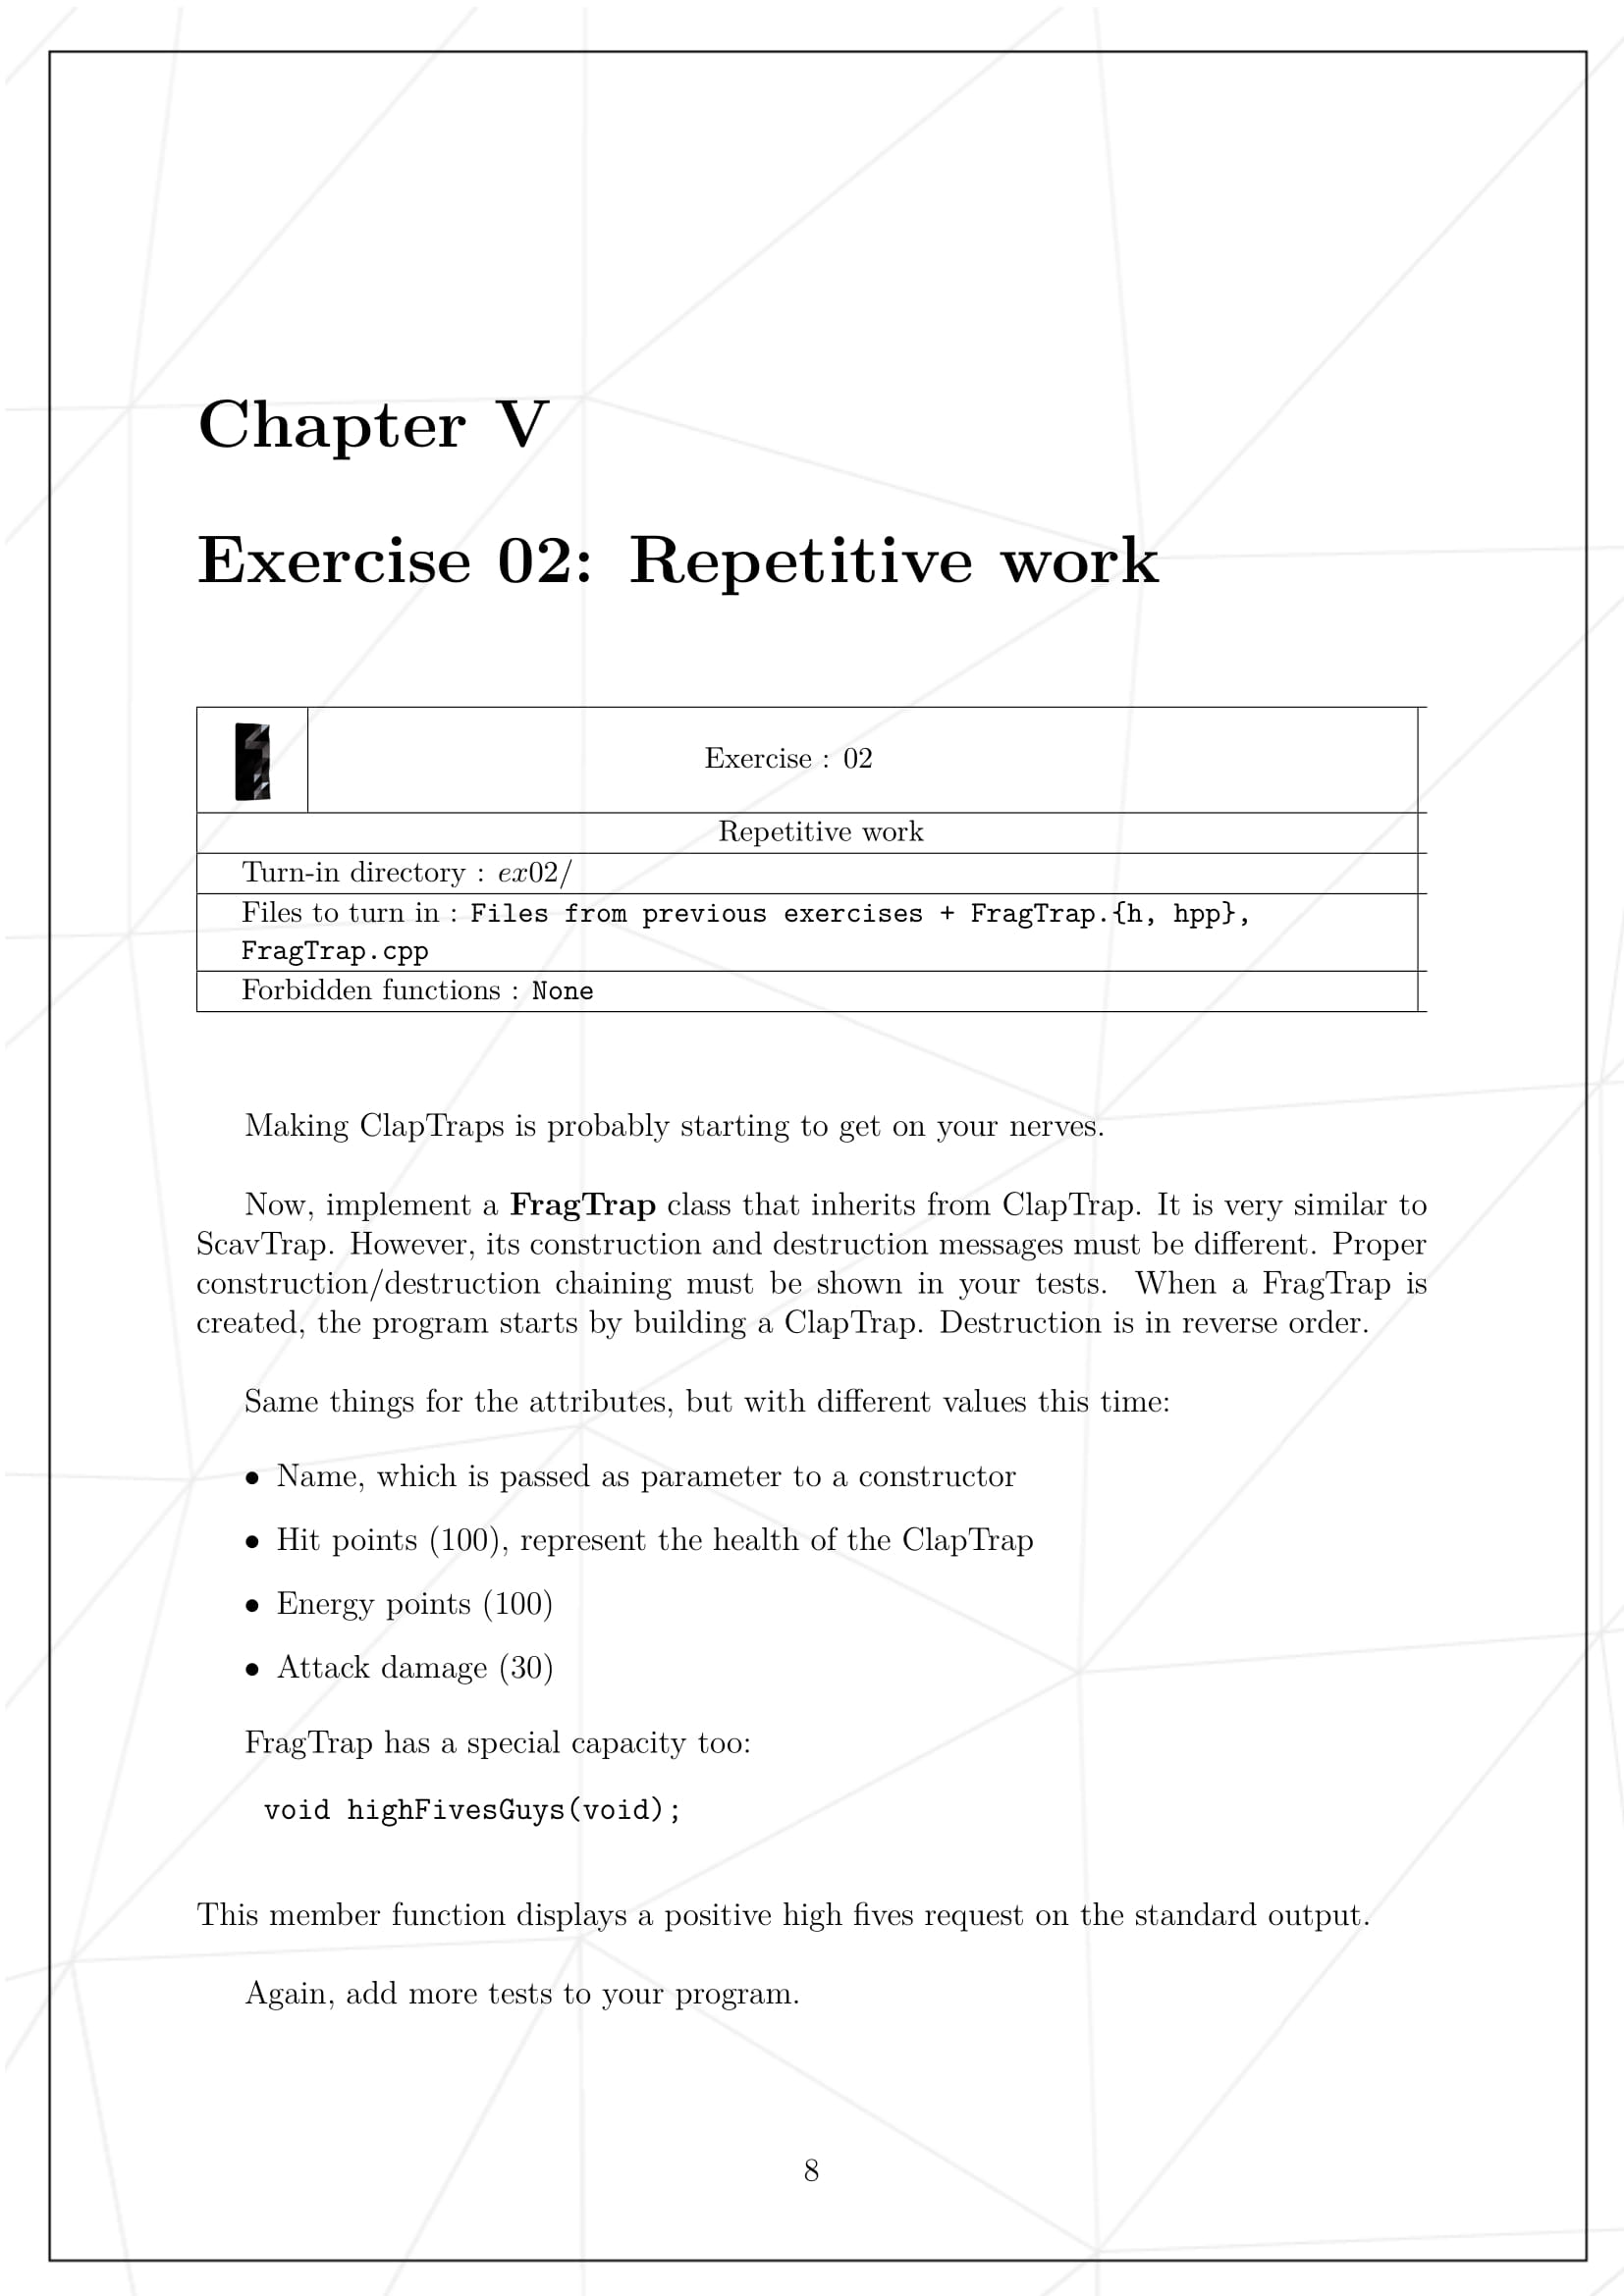 Chapter V
Exercise 02: Repetitive work
Exercise : 02
Repetitive work
Turn-in directory : ex02/
Files to turn in : Files from previous exercises + FragTrap.{h, hpp},
FragTrap.cpp
Forbidden functions : None
Making ClapTraps is probably starting to get on your nerves.
Now, implement a FragTrap class that inherits from ClapTrap. It is very similar to
ScavTrap. However, its construction and destruction messages must be different. Proper
construction/destruction chaining must be shown in your tests. When a FragTrap is
created, the program starts by building a ClapTrap. Destruction is in reverse order.
Same things for the attributes, but with different values this time:
• Name, which is passed as parameter to a constructor
• Hit points (100), represent the health of the ClapTrap
• Energy points (100)
• Attack damage (30)
FragTrap has a special capacity too:
void highFivesGuys(void);
This member function displays a positive high fives request on the standard output.
Again, add more tests to your program.
8